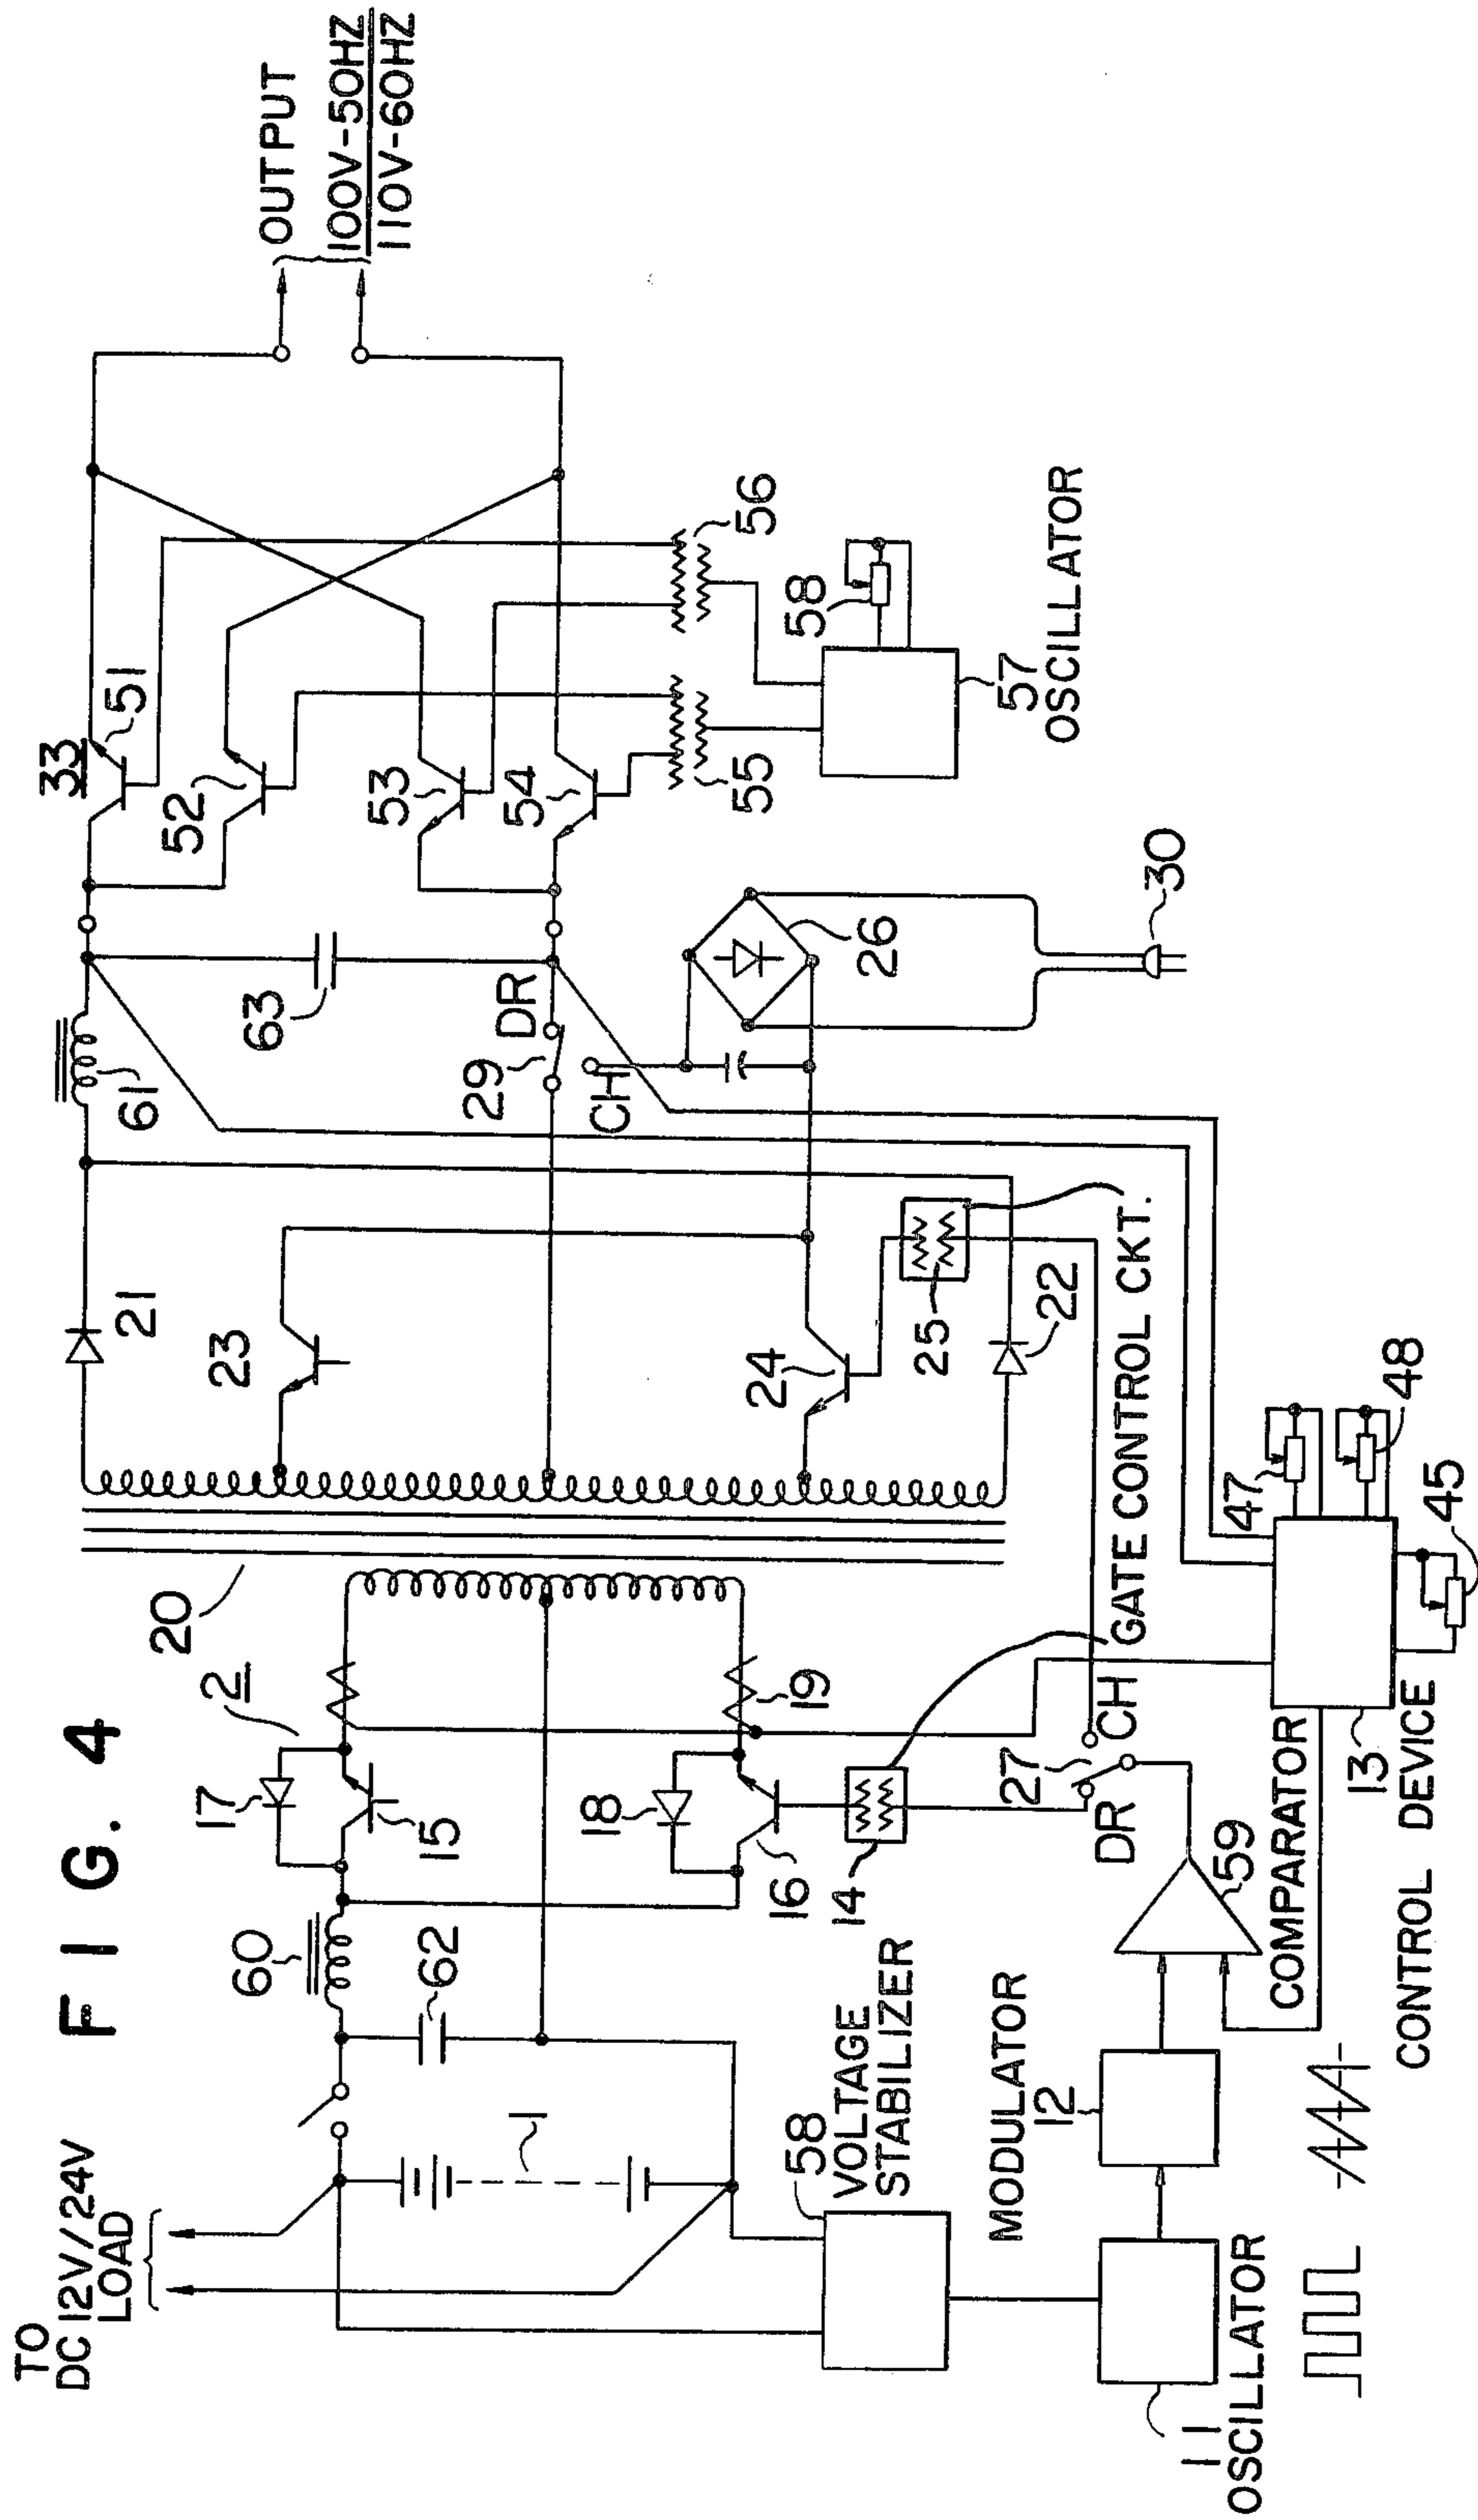 FIG. 4
TO
DC 12V/24V
LOAD
1
60
62
17
15
2
20
18
16
19
14
21
23
24
25
22
61
63
29
DR
CH
26
30
33
51
52
53
54
55
56
58
57
OSCILLATOR
OUTPUT
100V-50HZ
110V-60HZ
58
VOLTAGE
STABILIZER
11
OSCILLATOR
MODULATOR
12
59
COMPARATOR
27
DR
CH
GATE CONTROL CKT.
13
CONTROL DEVICE
47
48
45